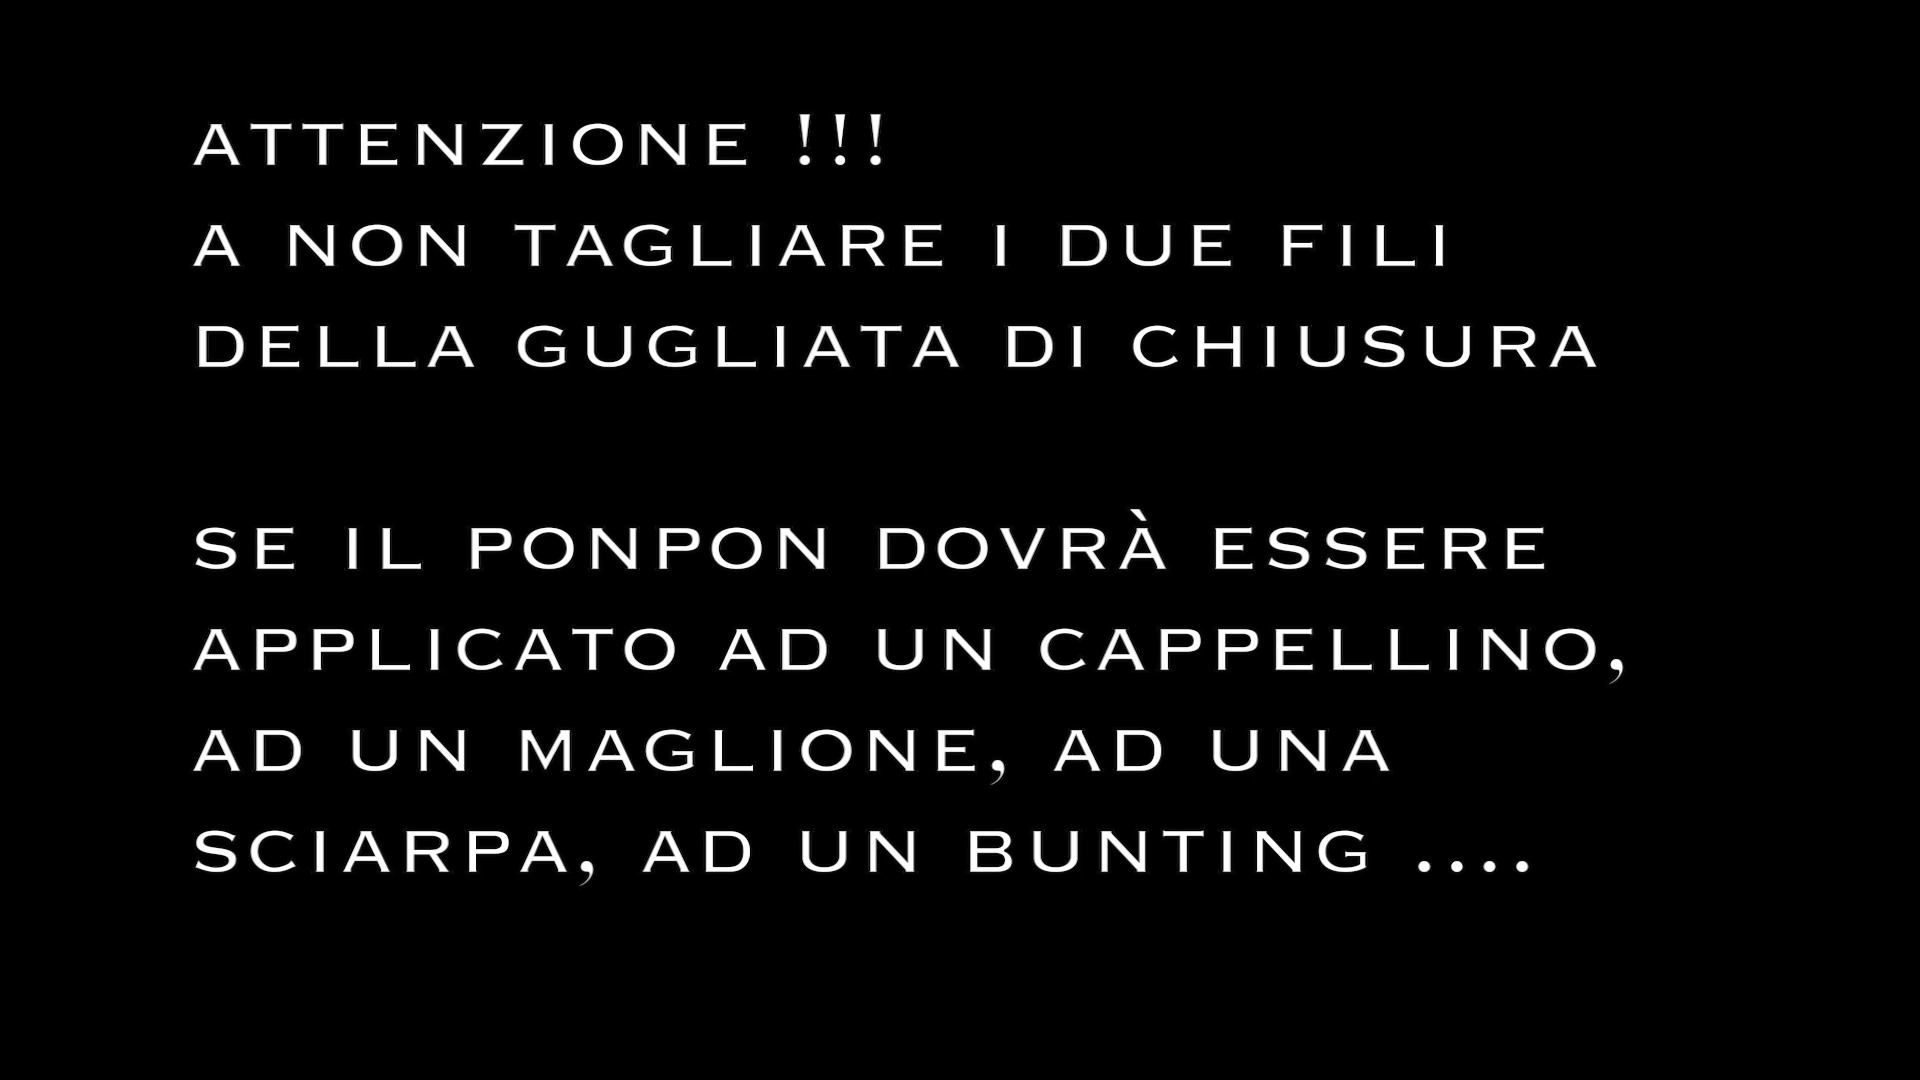 ATTENZIONE !!!
A NON TAGLIARE I DUE FILI
DELLA GUGLIATA DI CHIUSURA
SE IL PONPON DOVRÀ ESSERE
APPLICATO AD UN CAPPELLINO,
AD UN MAGLIONE, AD UNA
SCIARPA, AD UN BUNTING ....